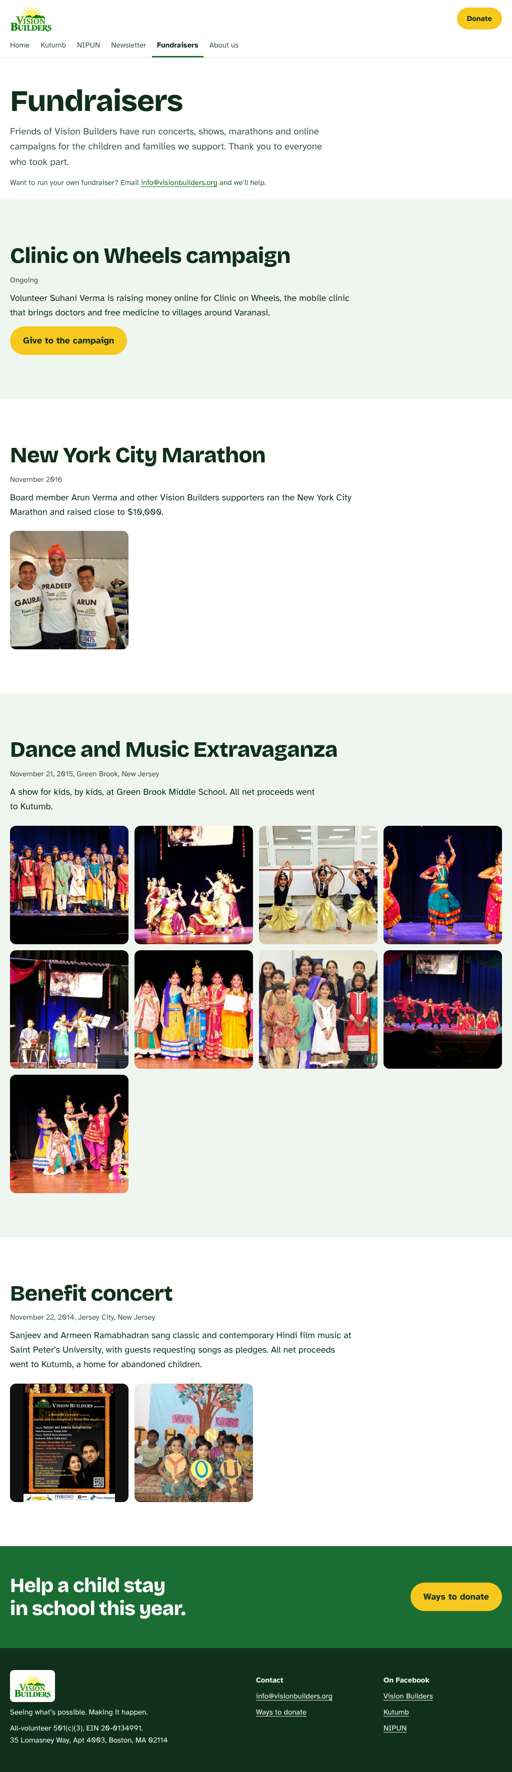 VISION
BUILDERS
Donate
Home Kutumb NIPUN Newsletter Fundraisers About us
Fundraisers
Friends of Vision Builders have run concerts, shows, marathons and online
campaigns for the children and families we support. Thank you to everyone
who took part.
Want to run your own fundraiser? Email info@visionbuilders.org and we'll help.
Clinic on Wheels campaign
Ongoing
Volunteer Suhani Verma is raising money online for Clinic on Wheels, the mobile clinic
that brings doctors and free medicine to villages around Varanasi.
Give to the campaign
New York City Marathon
November 2016
Board member Arun Verma and other Vision Builders supporters ran the New York City
Marathon and raised close to $10,000.
GAURAV
PRADEEP
ARUN
Dance and Music Extravaganza
November 21, 2015, Green Brook, New Jersey
A show for kids, by kids, at Green Brook Middle School. All net proceeds went
to Kutumb.
Benefit concert
November 22, 2014, Jersey City, New Jersey
Sanjeev and Armeen Ramabhadran sang classic and contemporary Hindi film music at
Saint Peter's University, with guests requesting songs as pledges. All net proceeds
went to Kutumb, a home for abandoned children.
VISION BUILDERS
THANK
YOU
Help a child stay
in school this year.
Ways to donate
VISION
BUILDERS
Seeing what's possible. Making it happen.
All-volunteer 501(c)(3), EIN 20-0134991.
35 Lomasney Way, Apt 4003, Boston, MA 02114
Contact
info@visionbuilders.org
Ways to donate
On Facebook
Vision Builders
Kutumb
NIPUN